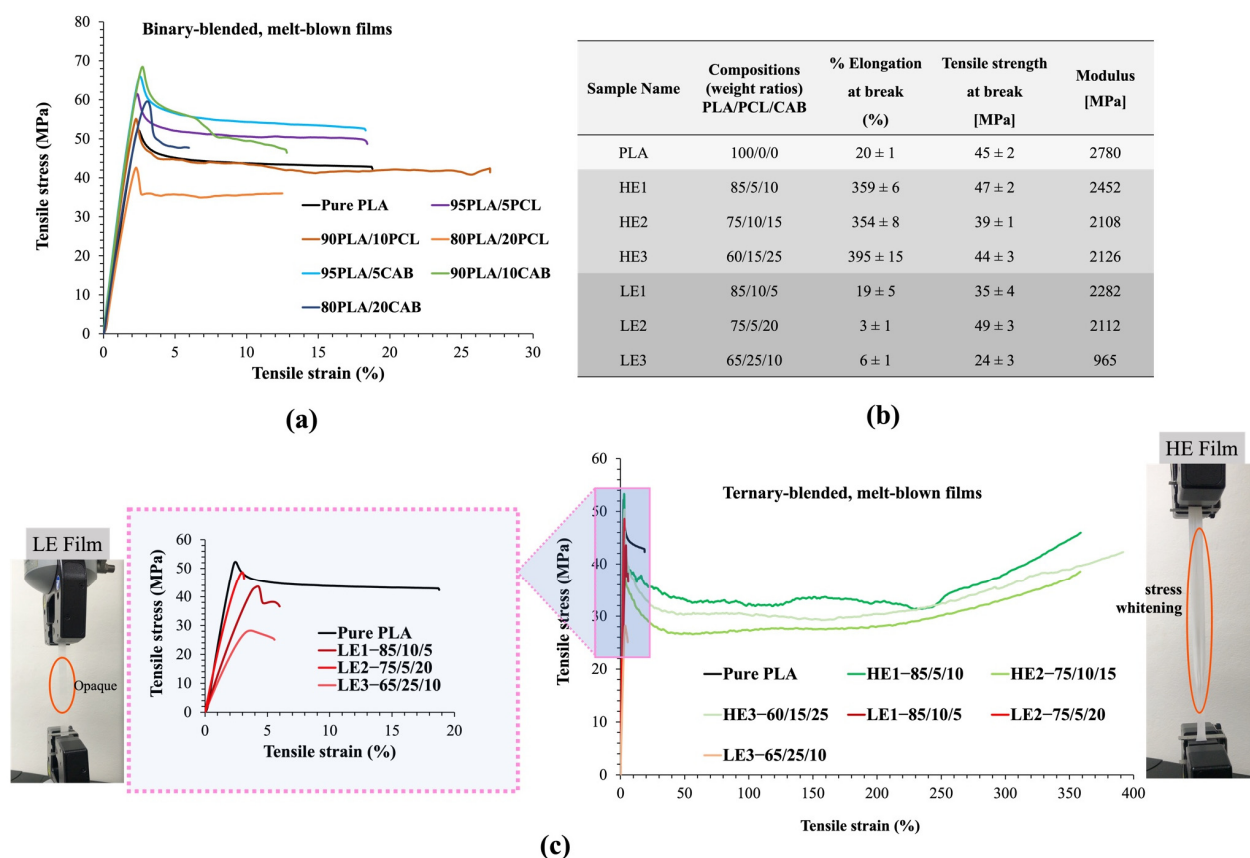 (a)
Binary-blended, melt-blown films
Tensile stress (MPa)
80
70
60
50
40
30
20
10
0
0 5 10 15 20 25 30
Tensile strain (%)
Pure PLA 95PLA/5PCL
90PLA/10PCL 80PLA/20PCL
95PLA/5CAB 90PLA/10CAB
80PLA/20CAB
(a)
Sample Name Compositions (weight ratios) PLA/PCL/CAB % Elongation at break (%) Tensile strength at break [MPa] Modulus [MPa]
PLA 100/0/0 20 ± 1 45 ± 2 2780
HE1 85/5/10 359 ± 6 47 ± 2 2452
HE2 75/10/15 354 ± 8 39 ± 1 2108
HE3 60/15/25 395 ± 15 44 ± 3 2126
LE1 85/10/5 19 ± 5 35 ± 4 2282
LE2 75/5/20 3 ± 1 49 ± 3 2112
LE3 65/25/10 6 ± 1 24 ± 3 965
(b)
LE Film
Opaque
Tensile stress (MPa)
60
50
40
30
20
10
0
0 5 10 15 20
Tensile strain (%)
Pure PLA
LE1−85/10/5
LE2−75/5/20
LE3−65/25/10
Ternary-blended, melt-blown films
Tensile stress (MPa)
60
50
40
30
20
10
0
0 50 100 150 200 250 300 350 400
Tensile strain (%)
Pure PLA HE1−85/5/10 HE2−75/10/15
HE3−60/15/25 LE1−85/10/5 LE2−75/5/20
LE3−65/25/10
HE Film
stress
whitening
(c)